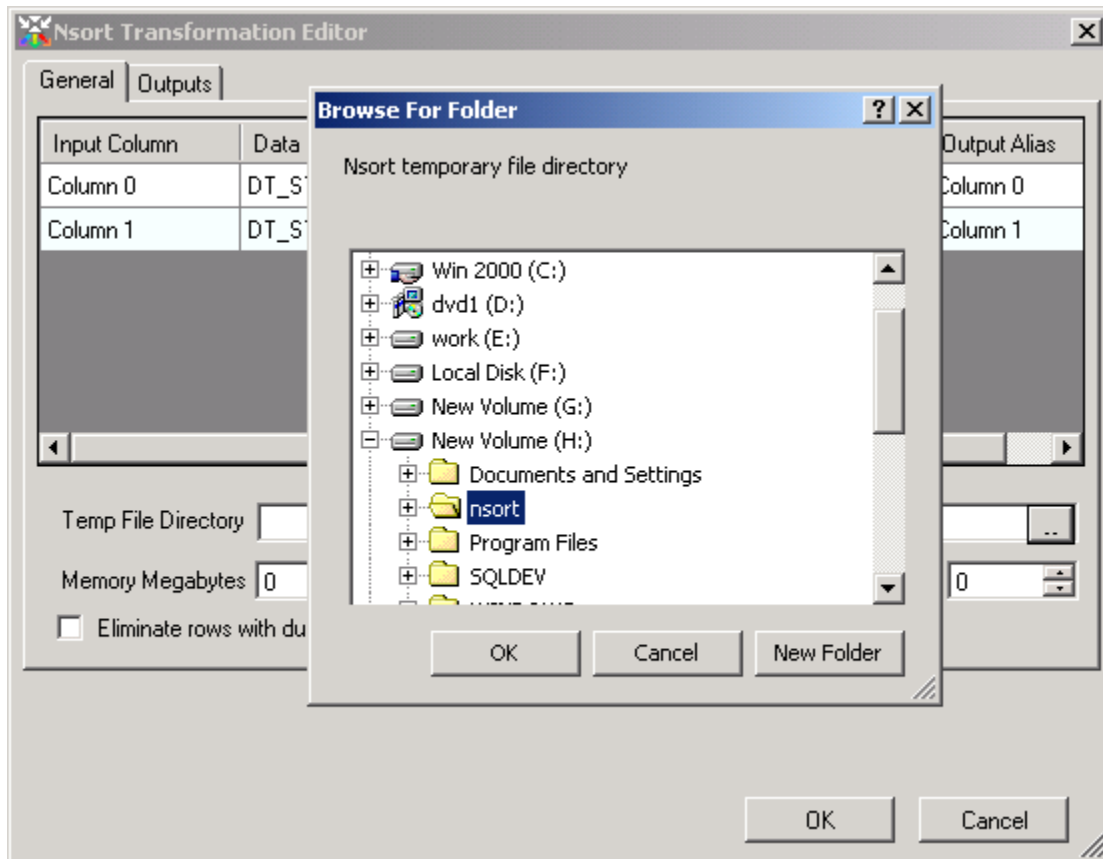 Nsort Transformation Editor
General Outputs
Browse For Folder
Input Column Data Output Alias
Nsort temporary file directory
Column 0 DT_ST Column 0
Column 1 DT_ST Column 1
Win 2000 (C:)
dvd1 (D:)
work (E:)
Local Disk (F:)
New Volume (G:)
New Volume (H:)
Documents and Settings
nsort
Temp File Directory ..
Program Files
SQLDEV
Memory Megabytes 0 0
Eliminate rows with du
OK Cancel New Folder
OK Cancel